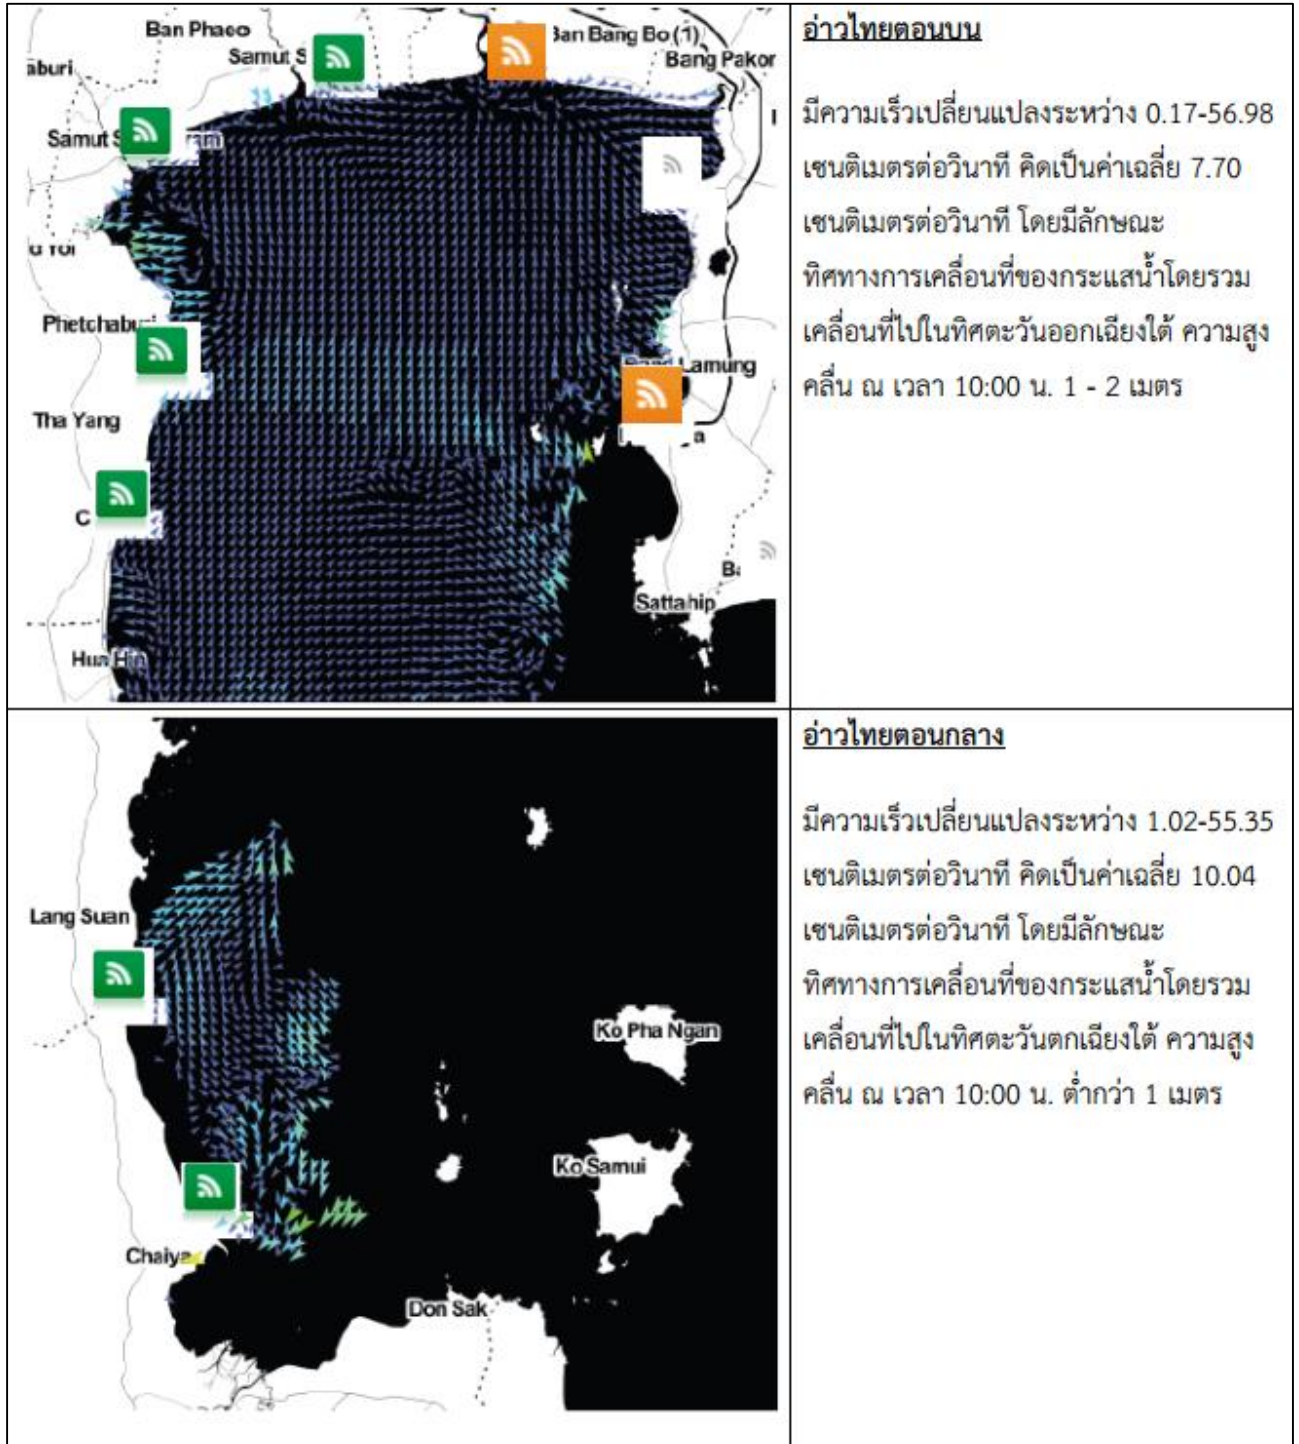 Ban Phaeo
Ban Bang Bo (1)
Samut S
Bang Pakor
aburi
Samut S
ram
Phetchaburi
Lamung
Tha Yang
a
C
Ba
Sattahip
Hua Hin
อ่าวไทยตอนบน
มีความเร็วเปลี่ยนแปลงระหว่าง 0.17-56.98
เซนติเมตรต่อวินาที คิดเป็นค่าเฉลี่ย 7.70
เซนติเมตรต่อวินาที โดยมีลักษณะ
ทิศทางการเคลื่อนที่ของกระแสน้ำโดยรวม
เคลื่อนที่ไปในทิศตะวันออกเฉียงใต้ ความสูง
คลื่น ณ เวลา 10:00 น. 1 - 2 เมตร
Lang Suan
Ko Pha Ngan
Ko Samui
Chaiya
Don Sak
อ่าวไทยตอนกลาง
มีความเร็วเปลี่ยนแปลงระหว่าง 1.02-55.35
เซนติเมตรต่อวินาที คิดเป็นค่าเฉลี่ย 10.04
เซนติเมตรต่อวินาที โดยมีลักษณะ
ทิศทางการเคลื่อนที่ของกระแสน้ำโดยรวม
เคลื่อนที่ไปในทิศตะวันตกเฉียงใต้ ความสูง
คลื่น ณ เวลา 10:00 น. ต่ำกว่า 1 เมตร